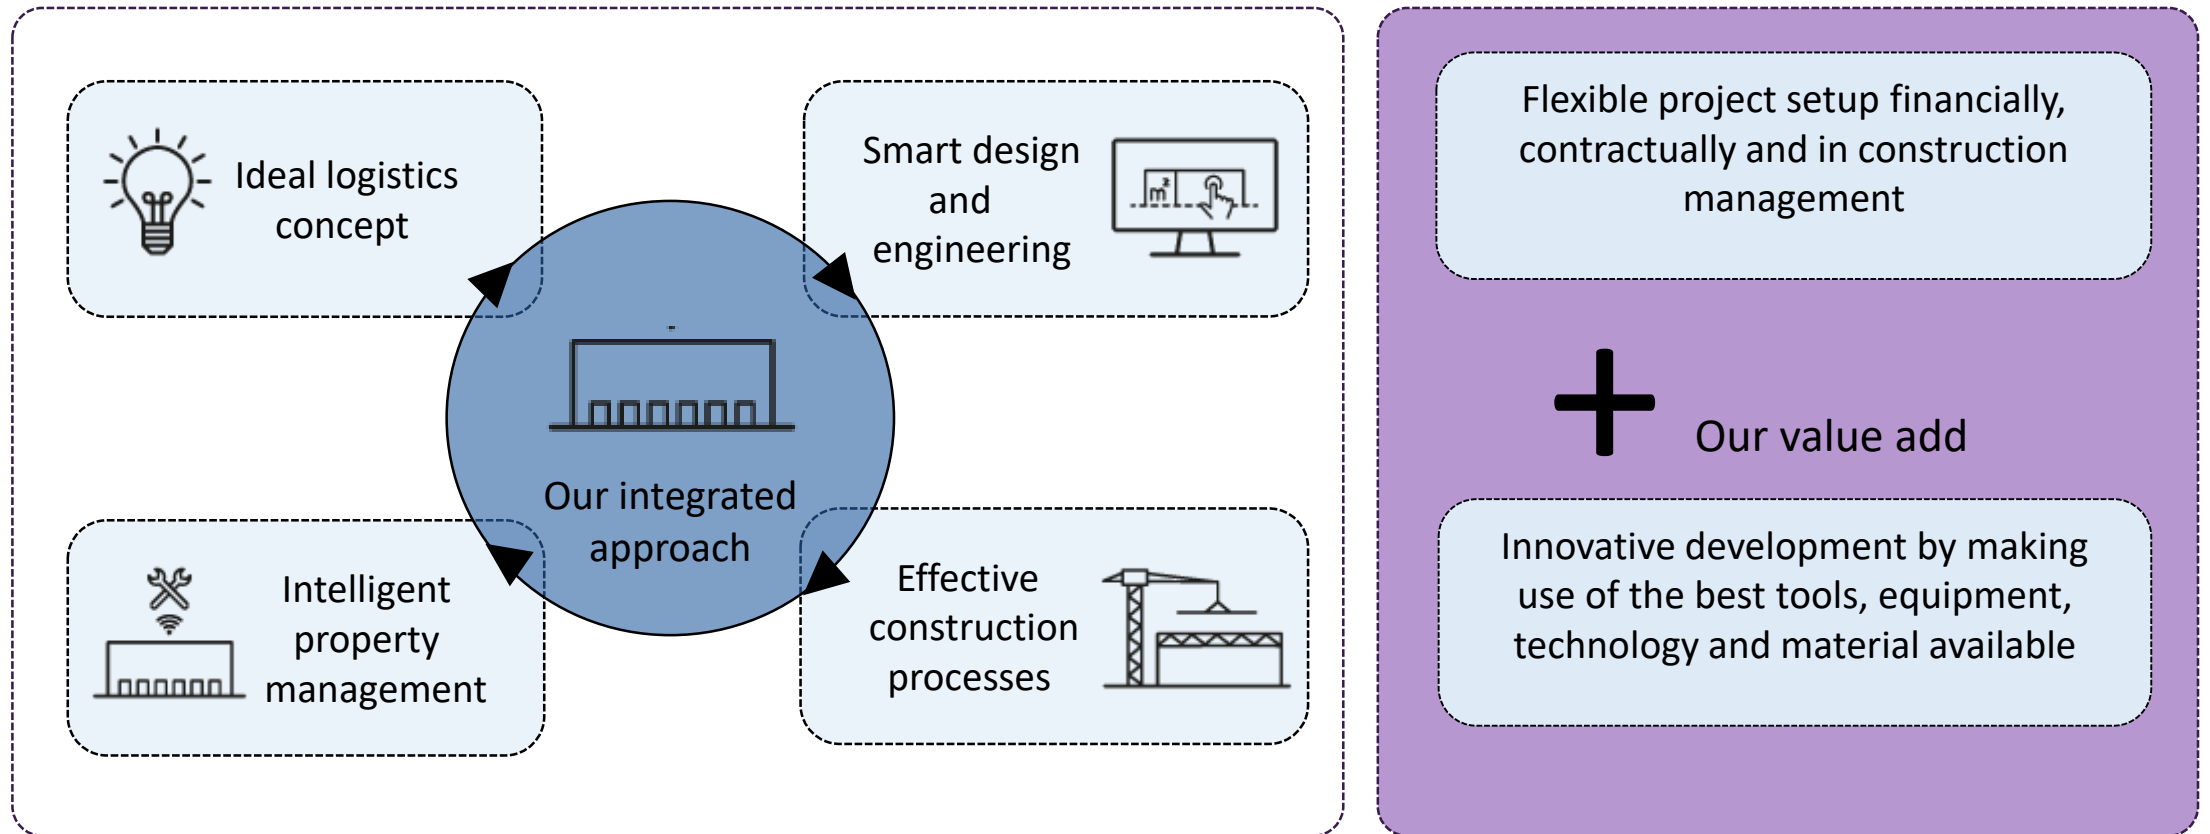 Ideal logistics
concept
Smart design
and
engineering
m²
Our integrated
approach
Intelligent
property
management
Effective
construction
processes
Flexible project setup financially,
contractually and in construction
management
+
Our value add
Innovative development by making
use of the best tools, equipment,
technology and material available